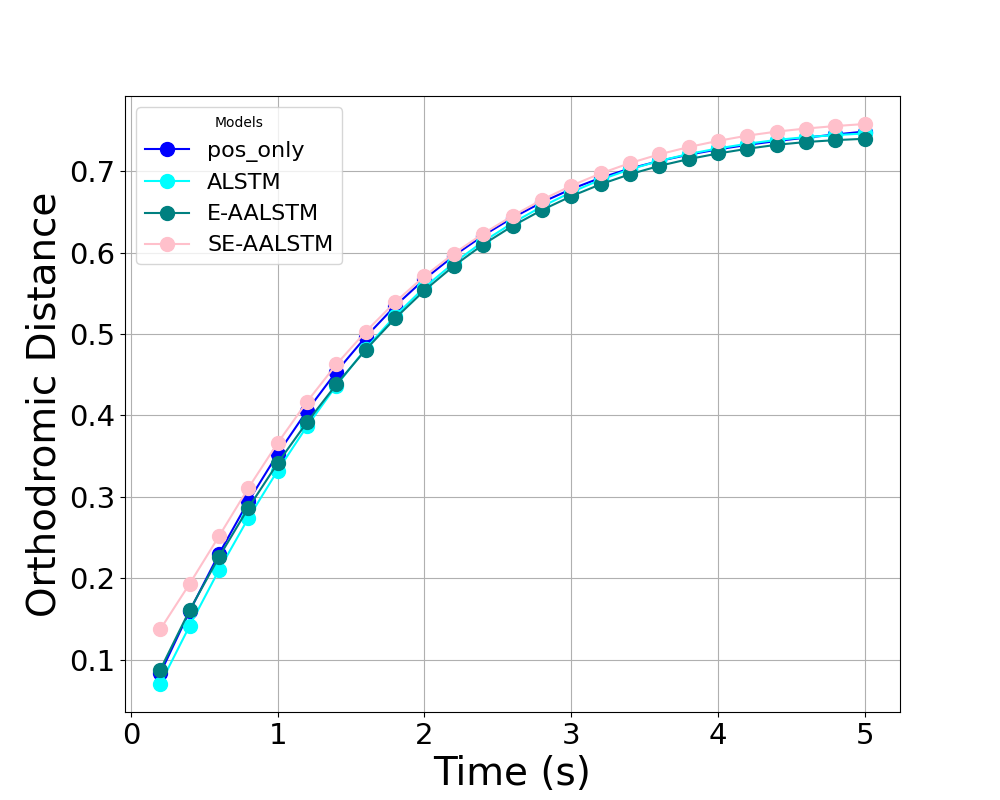 Models
pos_only
ALSTM
E-AALSTM
SE-AALSTM
Orthodromic Distance
0.7
0.6
0.5
0.4
0.3
0.2
0.1
0 1 2 3 4 5
Time (s)